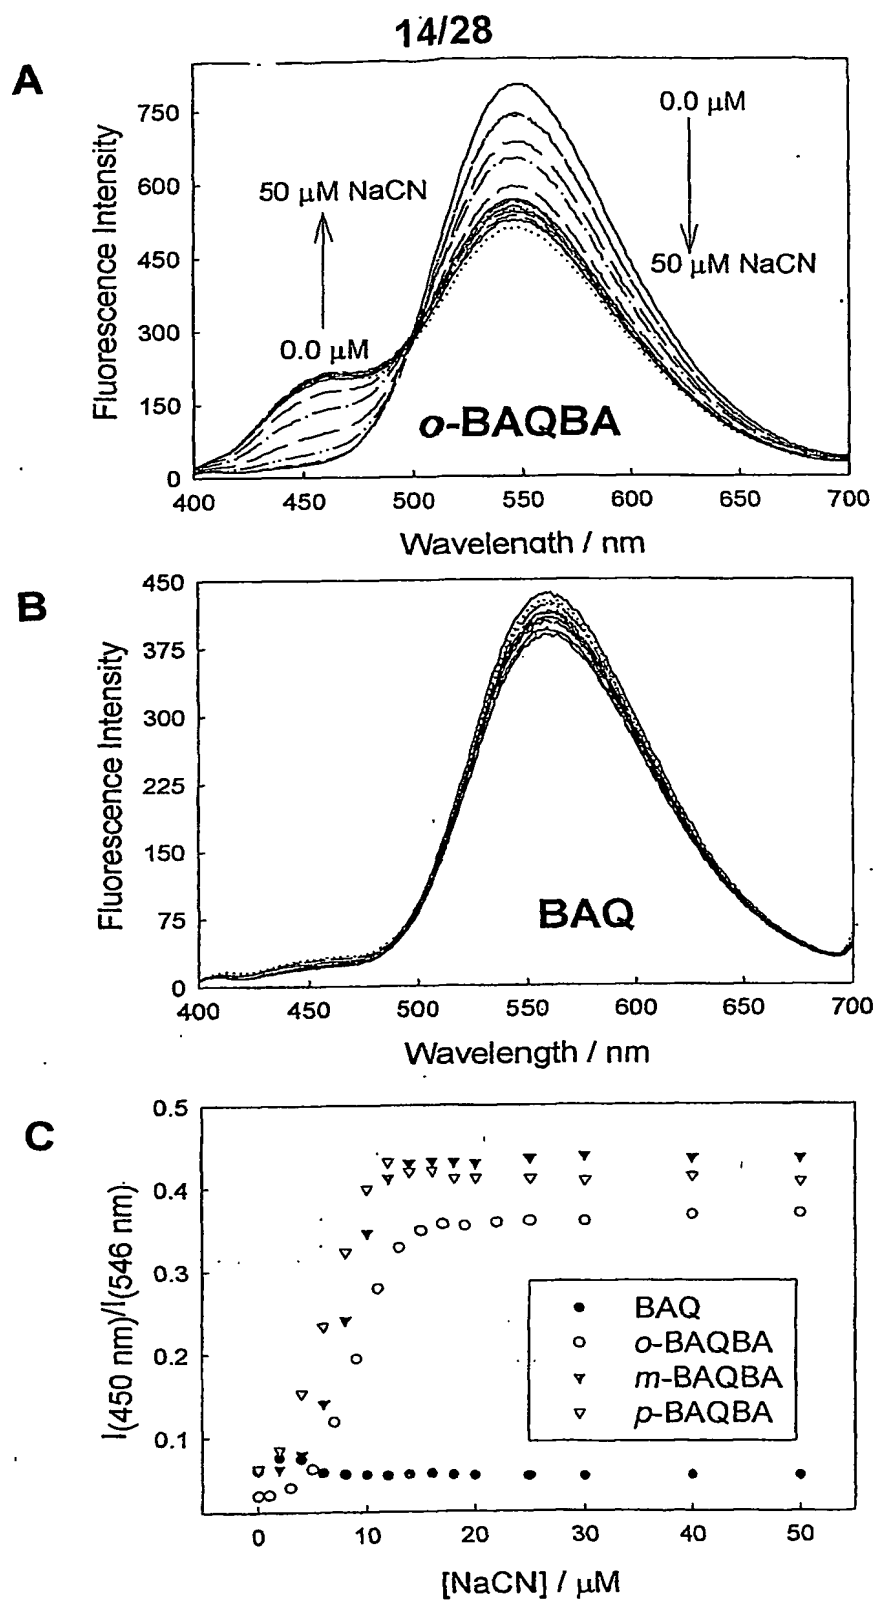 14/28
A
Fluorescence Intensity
750
600
450
300
150
0
50 μM NaCN
0.0 μM
0.0 μM
50 μM NaCN
o-BAQBA
400 450 500 550 600 650 700
Wavelength / nm
B
Fluorescence Intensity
450
375
300
225
150
75
0
BAQ
400 450 500 550 600 650 700
Wavelength / nm
C
I(450 nm)/I(546 nm)
0.5
0.4
0.3
0.2
0.1
BAQ
o-BAQBA
m-BAQBA
p-BAQBA
0 10 20 30 40 50
[NaCN] / μM